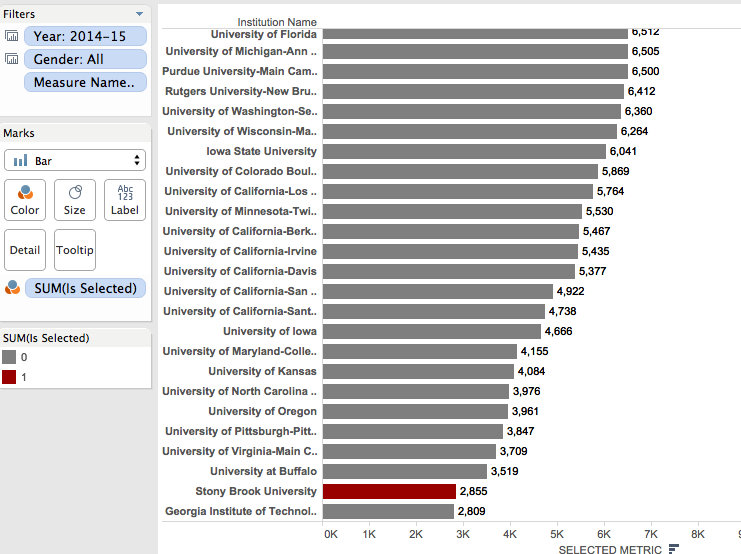 Filters
Year: 2014-15
Gender: All
Measure Name..
Marks
Bar
Color
Size
Abc
123
Label
Detail
Tooltip
SUM(Is Selected)
SUM(Is Selected)
0
1
Institution Name
University of Florida 6,512
University of Michigan-Ann .. 6,505
Purdue University-Main Cam.. 6,500
Rutgers University-New Bru.. 6,412
University of Washington-Se.. 6,360
University of Wisconsin-Ma.. 6,264
Iowa State University 6,041
University of Colorado Boul.. 5,869
University of California-Los .. 5,764
University of Minnesota-Twi.. 5,530
University of California-Berk.. 5,467
University of California-Irvine 5,435
University of California-Davis 5,377
University of California-San .. 4,922
University of California-Sant.. 4,738
University of Iowa 4,666
University of Maryland-Colle.. 4,155
University of Kansas 4,084
University of North Carolina .. 3,976
University of Oregon 3,961
University of Pittsburgh-Pitt.. 3,847
University of Virginia-Main C.. 3,709
University at Buffalo 3,519
Stony Brook University 2,855
Georgia Institute of Technol.. 2,809
0K 1K 2K 3K 4K 5K 6K 7K 8K
SELECTED METRIC